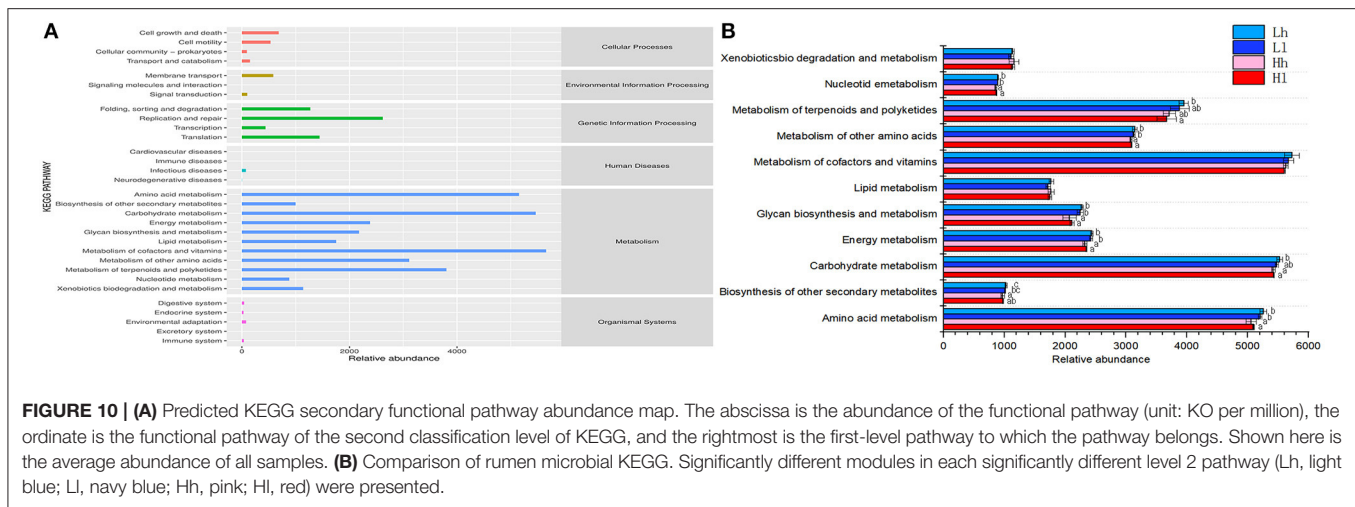 A
KEGG PATHWAY
Cell growth and death
Cell motility
Cellular community − prokaryotes
Transport and catabolism
Cellular Processes
Membrane transport
Signaling molecules and interaction
Signal transduction
Environmental Information Processing
Folding, sorting and degradation
Replication and repair
Transcription
Translation
Genetic Information Processing
Cardiovascular diseases
Immune diseases
Infectious diseases
Neurodegenerative diseases
Human Diseases
Amino acid metabolism
Biosynthesis of other secondary metabolites
Carbohydrate metabolism
Energy metabolism
Glycan biosynthesis and metabolism
Lipid metabolism
Metabolism of cofactors and vitamins
Metabolism of other amino acids
Metabolism of terpenoids and polyketides
Nucleotide metabolism
Xenobiotics biodegradation and metabolism
Metabolism
Digestive system
Endocrine system
Environmental adaptation
Excretory system
Immune system
Organismal Systems
0 2000 4000
Relative abundance
B
Lh
Ll
Hh
Hl
Xenobioticsbio degradation and metabolism
Nucleotid emetabolism
b
b
a
a
Metabolism of terpenoids and polyketides
b
ab
ab
a
Metabolism of other amino acids
b
b
a
a
Metabolism of cofactors and vitamins
Lipid metabolism
Glycan biosynthesis and metabolism
b
b
a
a
Energy metabolism
b
b
a
a
Carbohydrate metabolism
b
ab
a
a
Biosynthesis of other secondary metabolites
c
bc
a
ab
Amino acid metabolism
b
b
a
a
0 1000 2000 3000 4000 5000 6000
Relative abundance
FIGURE 10 | (A) Predicted KEGG secondary functional pathway abundance map. The abscissa is the abundance of the functional pathway (unit: KO per million), the
ordinate is the functional pathway of the second classification level of KEGG, and the rightmost is the first-level pathway to which the pathway belongs. Shown here is
the average abundance of all samples. (B) Comparison of rumen microbial KEGG. Significantly different modules in each significantly different level 2 pathway (Lh, light
blue; Ll, navy blue; Hh, pink; Hl, red) were presented.